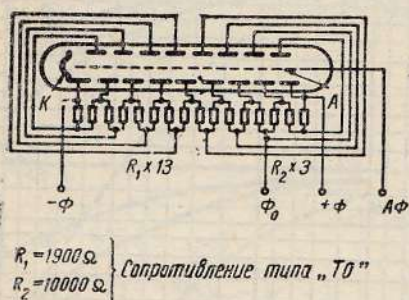 К
А
R₁ x 13
R₂ x 3
-Ф
Ф₀
+Ф
АФ
R₁ = 1900 Ω
R₂ = 10000 Ω
Сопротивление типа „ТО"